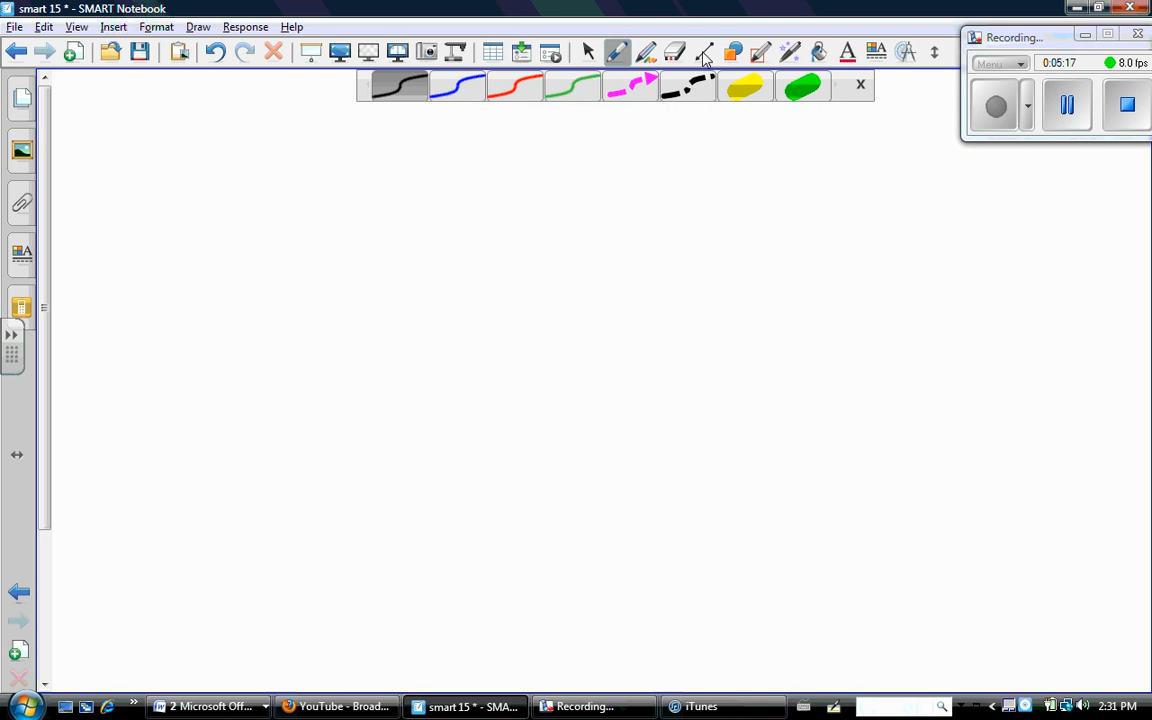 smart 15 * - SMART Notebook
File Edit View Insert Format Draw Response Help
Recording...
Menu 0:05:17 8.0 fps
X
2 Microsoft Off... YouTube - Broad... smart 15 * - SMA... Recording... iTunes 2:31 PM